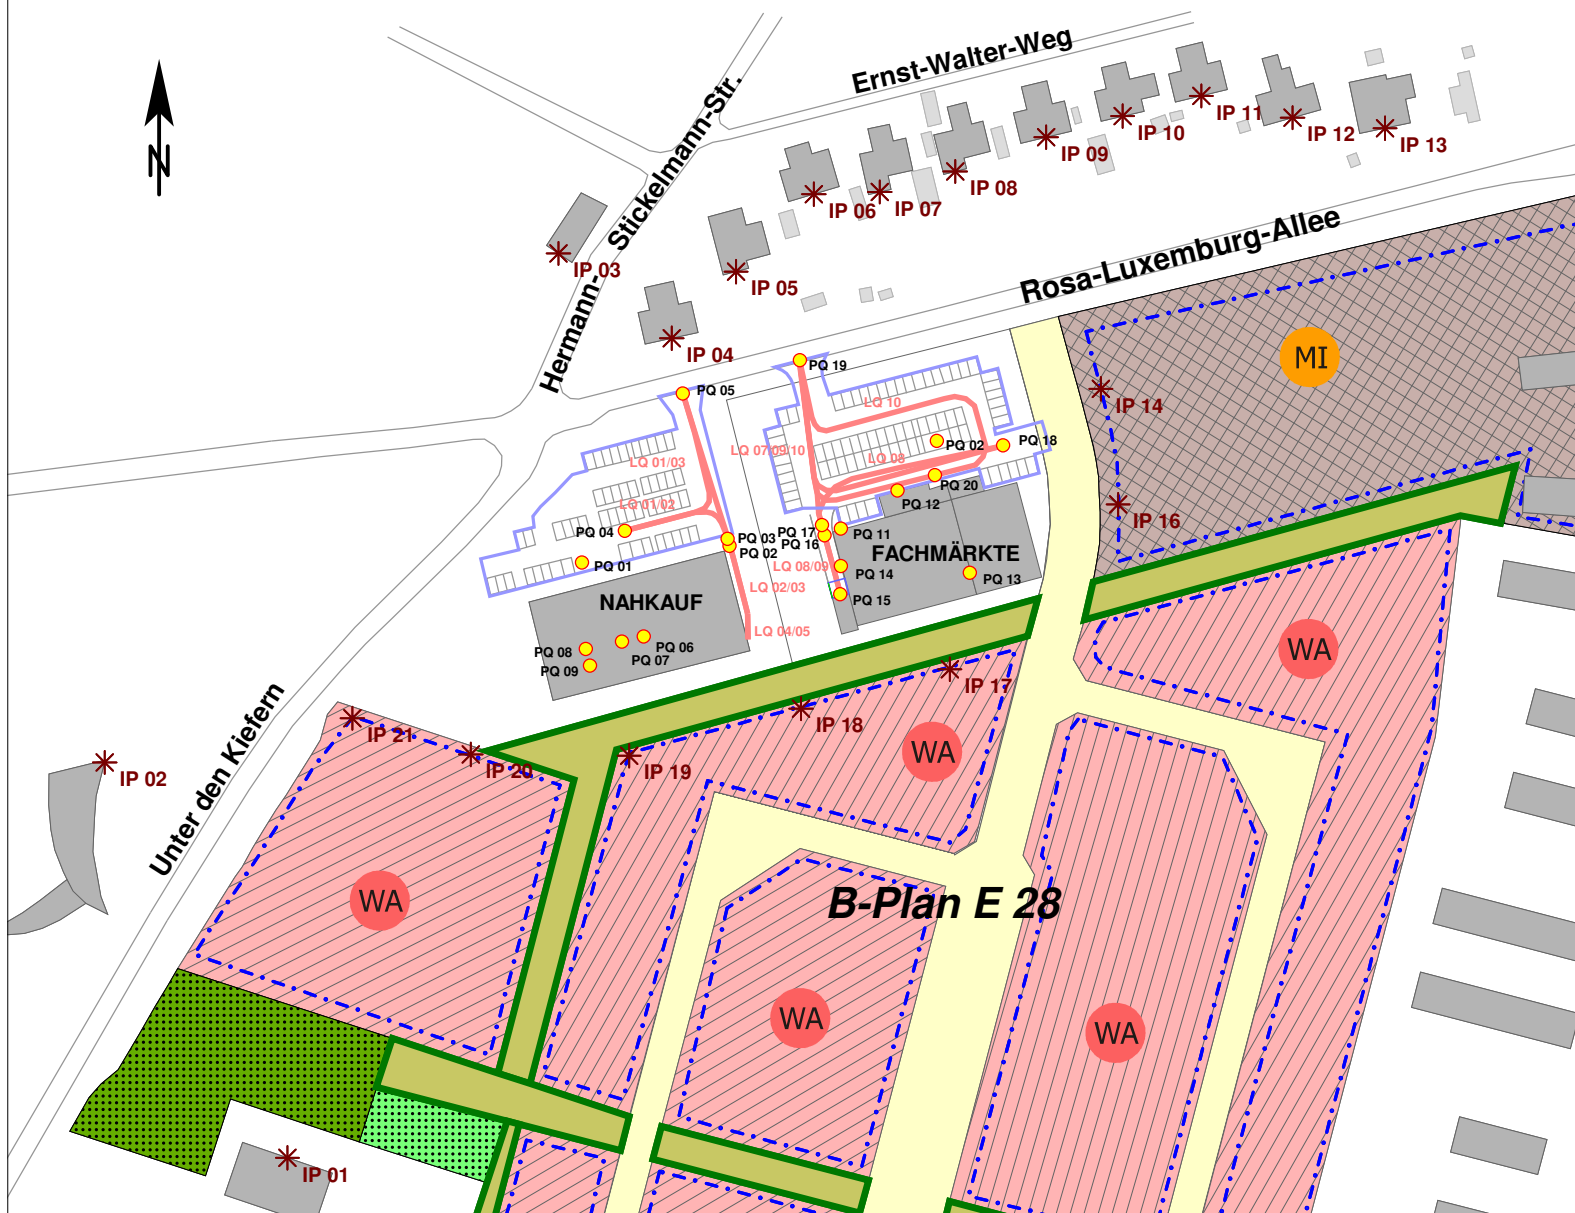 Ernst-Walter-Weg
Hermann-Stickelmann-Str.
N
IP 11
IP 10
IP 12
IP 13
IP 09
IP 08
IP 06
IP 07
IP 03
IP 05
Rosa-Luxemburg-Allee
IP 04
MI
PQ 19
PQ 05
IP 14
LQ 10
PQ 18
PQ 02
LQ 07/09/10
LQ 08
LQ 01/03
PQ 20
LQ 01/02
PQ 12
IP 16
PQ 04
PQ 03
PQ 02
PQ 17
PQ 16
PQ 11
FACHMÄRKTE
PQ 01
LQ 08/09
PQ 14
PQ 13
LQ 02/03
PQ 15
NAHKAUF
LQ 04/05
PQ 08
PQ 06
PQ 07
PQ 09
WA
IP 17
IP 18
IP 21
WA
IP 20
IP 19
IP 02
Unter den Kiefern
WA
B-Plan E 28
WA
WA
IP 01